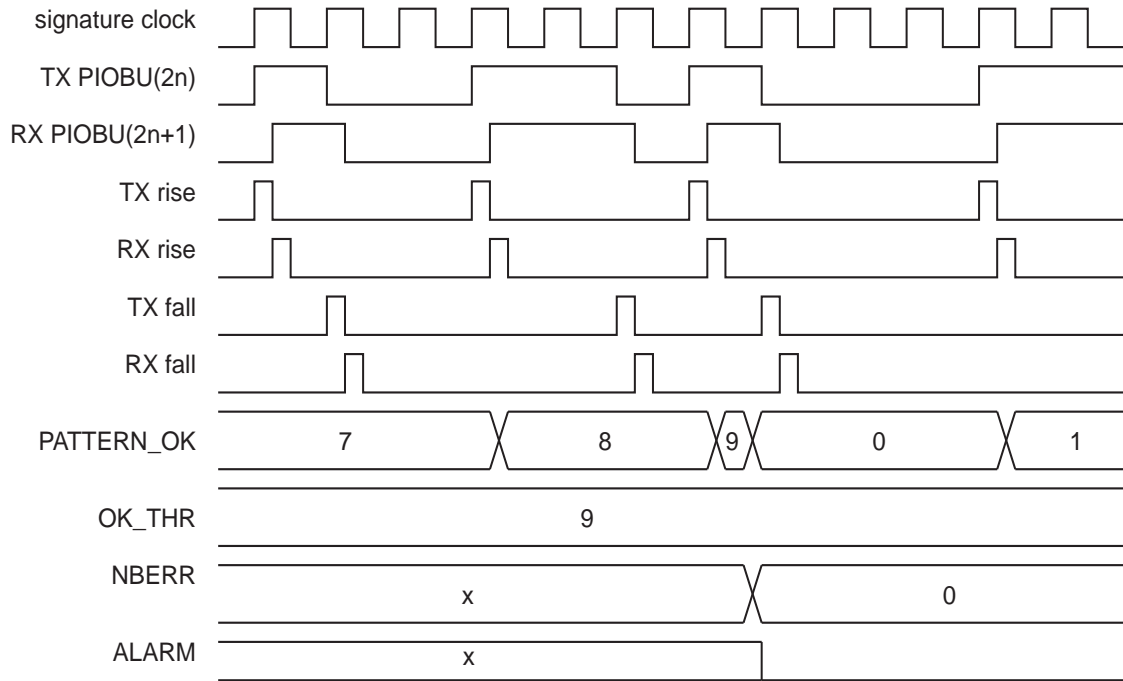 signature clock
TX PIOBU(2n)
RX PIOBU(2n+1)
TX rise
RX rise
TX fall
RX fall
PATTERN_OK 7 8 9 0 1
OK_THR 9
NBERR x 0
ALARM x